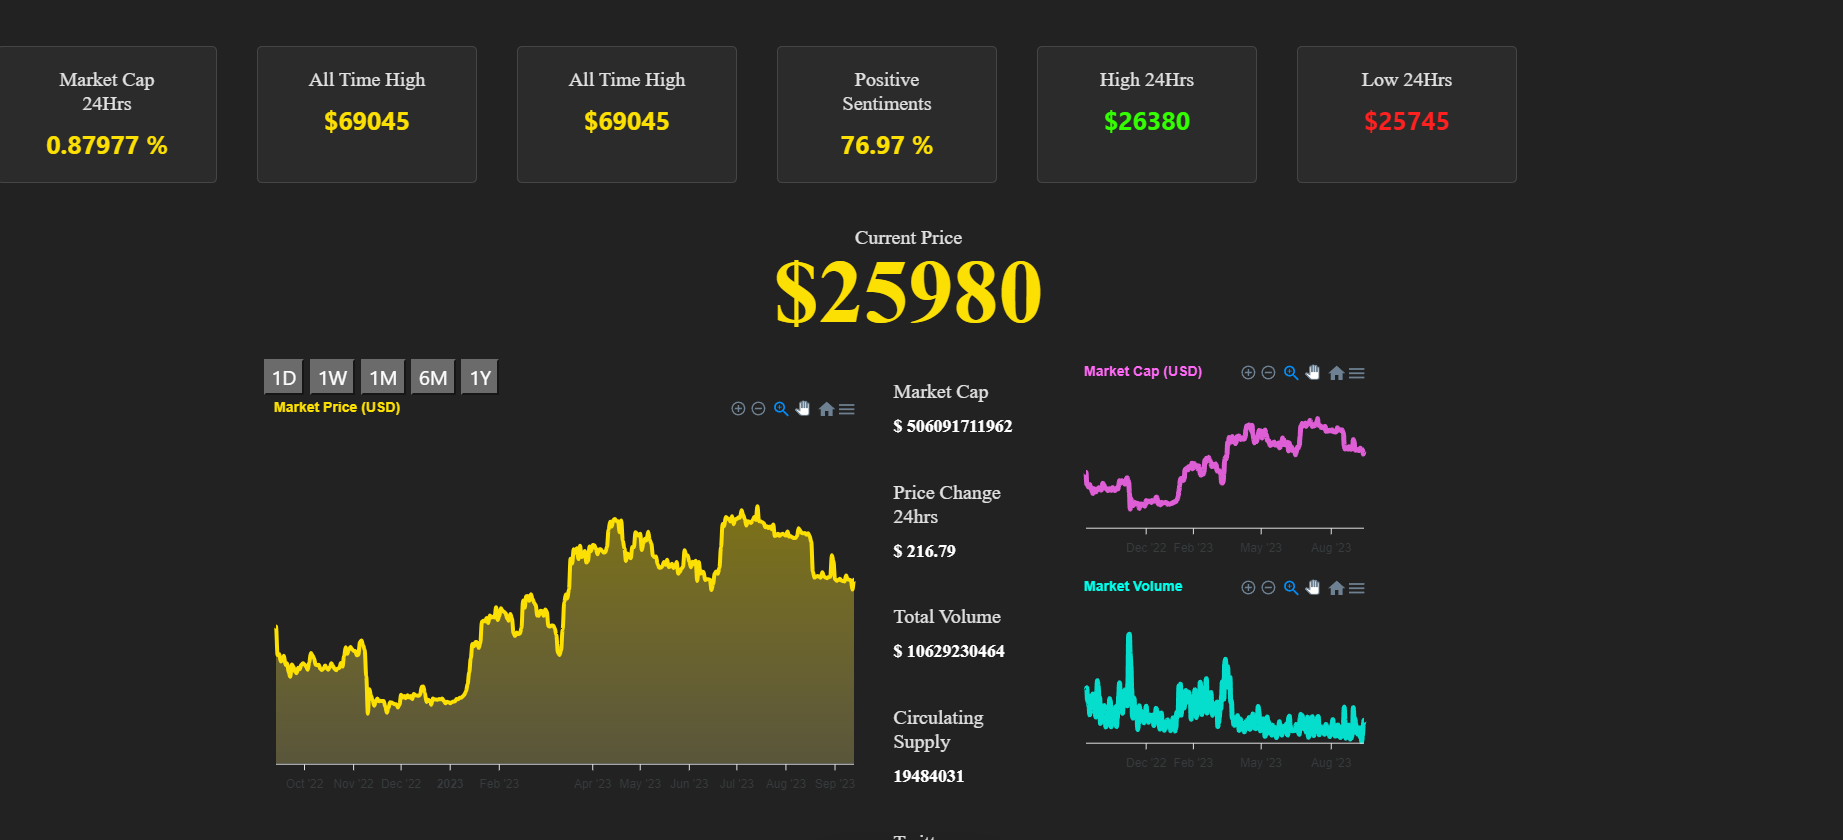 Market Cap
24Hrs
0.87977 %
All Time High
$69045
All Time High
$69045
Positive
Sentiments
76.97 %
High 24Hrs
$26380
Low 24Hrs
$25745
Current Price
$25980
1D 1W 1M 6M 1Y
Market Price (USD)
Oct '22 Nov '22 Dec '22 2023 Feb '23 Apr '23 May '23 Jun '23 Jul '23 Aug '23 Sep '23
Market Cap
$ 506091711962
Price Change
24hrs
$ 216.79
Total Volume
$ 10629230464
Circulating
Supply
19484031
Market Cap (USD)
Dec '22 Feb '23 May '23 Aug '23
Market Volume
Dec '22 Feb '23 May '23 Aug '23